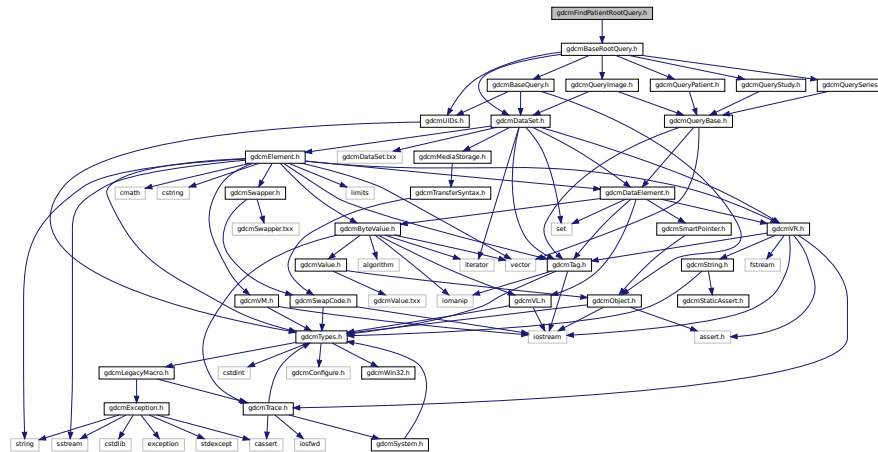 gdcmFindPatientRootQuery.h
gdcmBaseRootQuery.h
gdcmBaseQuery.h
gdcmQueryImage.h
gdcmQueryPatient.h
gdcmQueryStudy.h
gdcmQuerySeries
gdcmUIDs.h
gdcmDataSet.h
gdcmQueryBase.h
gdcmElement.h
gdcmDataSet.txx
gdcmMediaStorage.h
cmath
cstring
gdcmSwapper.h
limits
gdcmTransferSyntax.h
gdcmDataElement.h
gdcmSwapper.txx
gdcmByteValue.h
set
gdcmSmartPointer.h
gdcmVR.h
gdcmValue.h
algorithm
iterator
vector
gdcmTag.h
gdcmString.h
fstream
gdcmVM.h
gdcmSwapCode.h
gdcmValue.txx
iomanip
gdcmVL.h
gdcmObject.h
gdcmStaticAssert.h
gdcmTypes.h
iostream
assert.h
gdcmLegacyMacro.h
cstdint
gdcmConfigure.h
gdcmWin32.h
gdcmException.h
gdcmTrace.h
string
sstream
cstdlib
exception
stdexcept
cassert
iosfwd
gdcmSystem.h